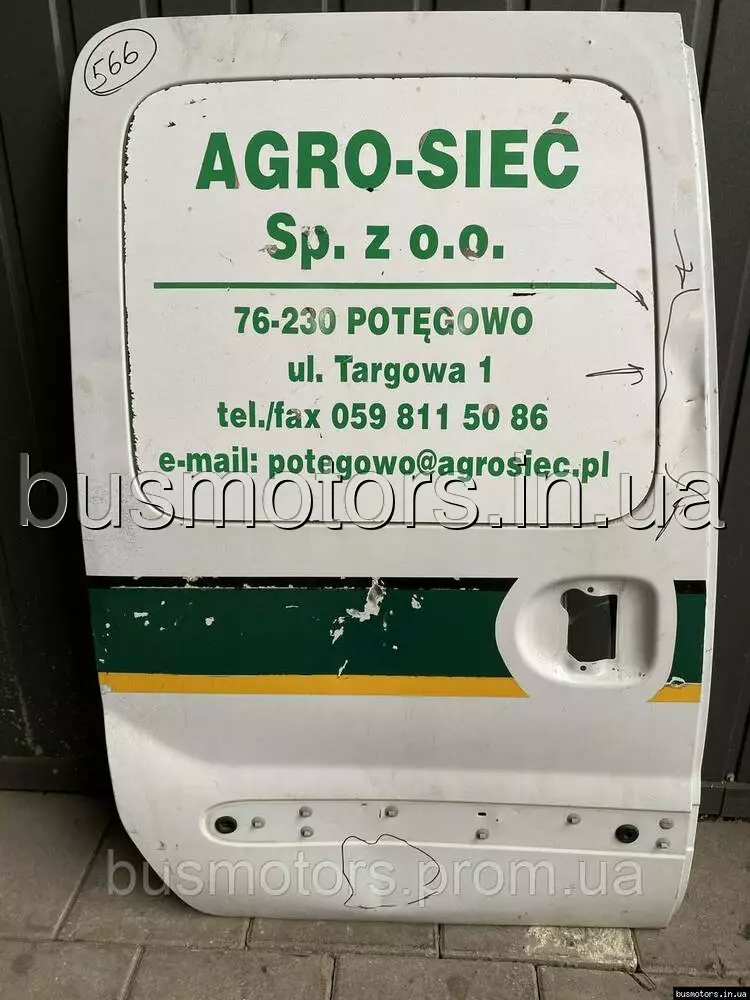 566
AGRO-SIEĆ
Sp. z o.o.
76-230 POTĘGOWO
ul. Targowa 1
tel./fax 059 811 50 86
e-mail: potegowo@agrosiec.pl
busmotors.in.ua
busmotors.prom.ua
busmotors.in.ua